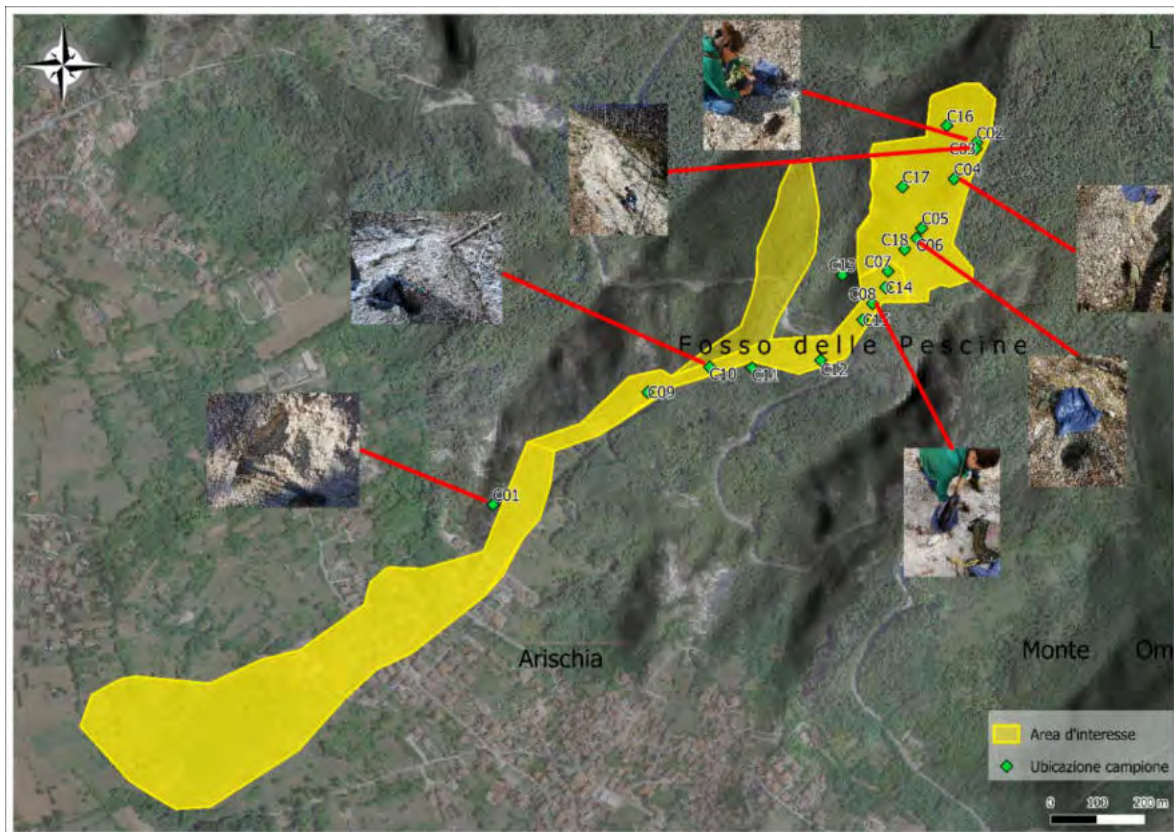 L
C16
C02
C03
C04
C17
C05
C06
C18
C07
C13
C14
C08
C15
Fosso delle Pescine
C12
C10
C11
C09
C01
Arischia
Monte Om
Area d'interesse
Ubicazione campione
0 100 200 m